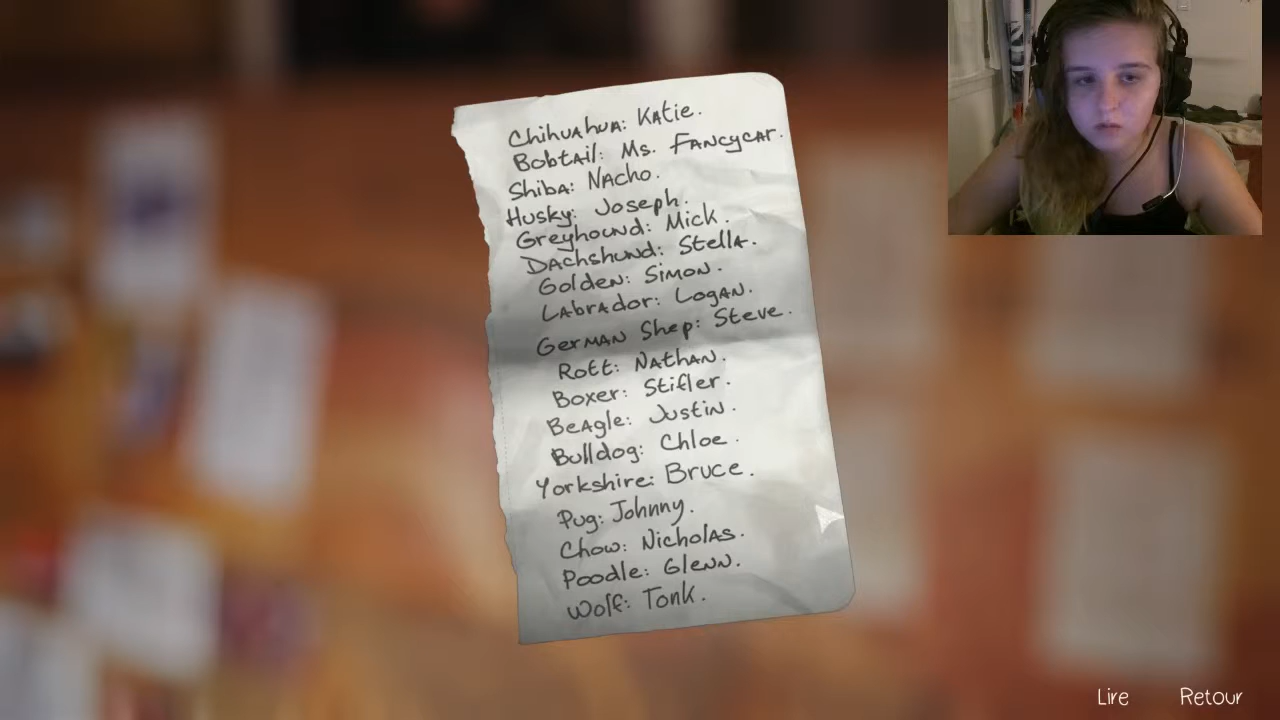 Chihuahua: Katie.
Bobtail: Ms. Fancycar.
Shiba: Nacho.
Husky: Joseph.
Greyhound: Mick.
Dachshund: Stella.
Golden: Simon.
Labrador: Logan.
German Shep: Steve.
Rott: Nathan.
Boxer: Stifler.
Beagle: Justin.
Bulldog: Chloe.
Yorkshire: Bruce.
Pug: Johnny.
Chow: Nicholas.
Poodle: Glenn.
Wolf: Tonk.
Lire Retour